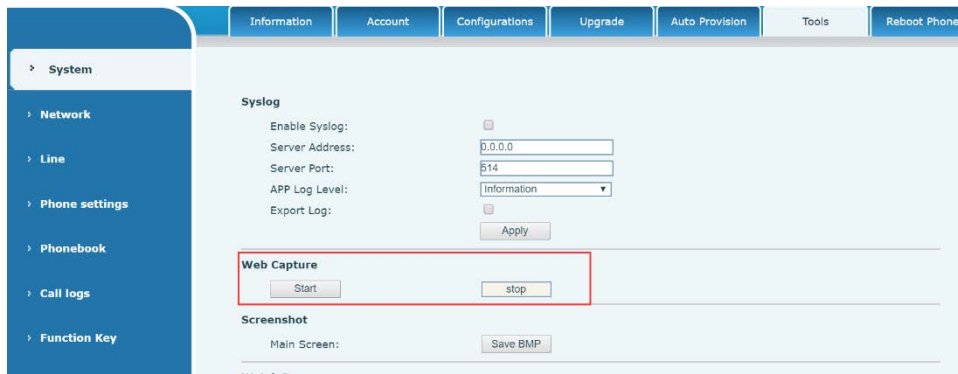 Information Account Configurations Upgrade Auto Provision Tools Reboot Phone
› System
› Network
› Line
› Phone settings
› Phonebook
› Call logs
› Function Key
Syslog
Enable Syslog:
Server Address: 0.0.0.0
Server Port: 514
APP Log Level: Information
Export Log:
Apply
Web Capture
Start stop
Screenshot
Main Screen: Save BMP